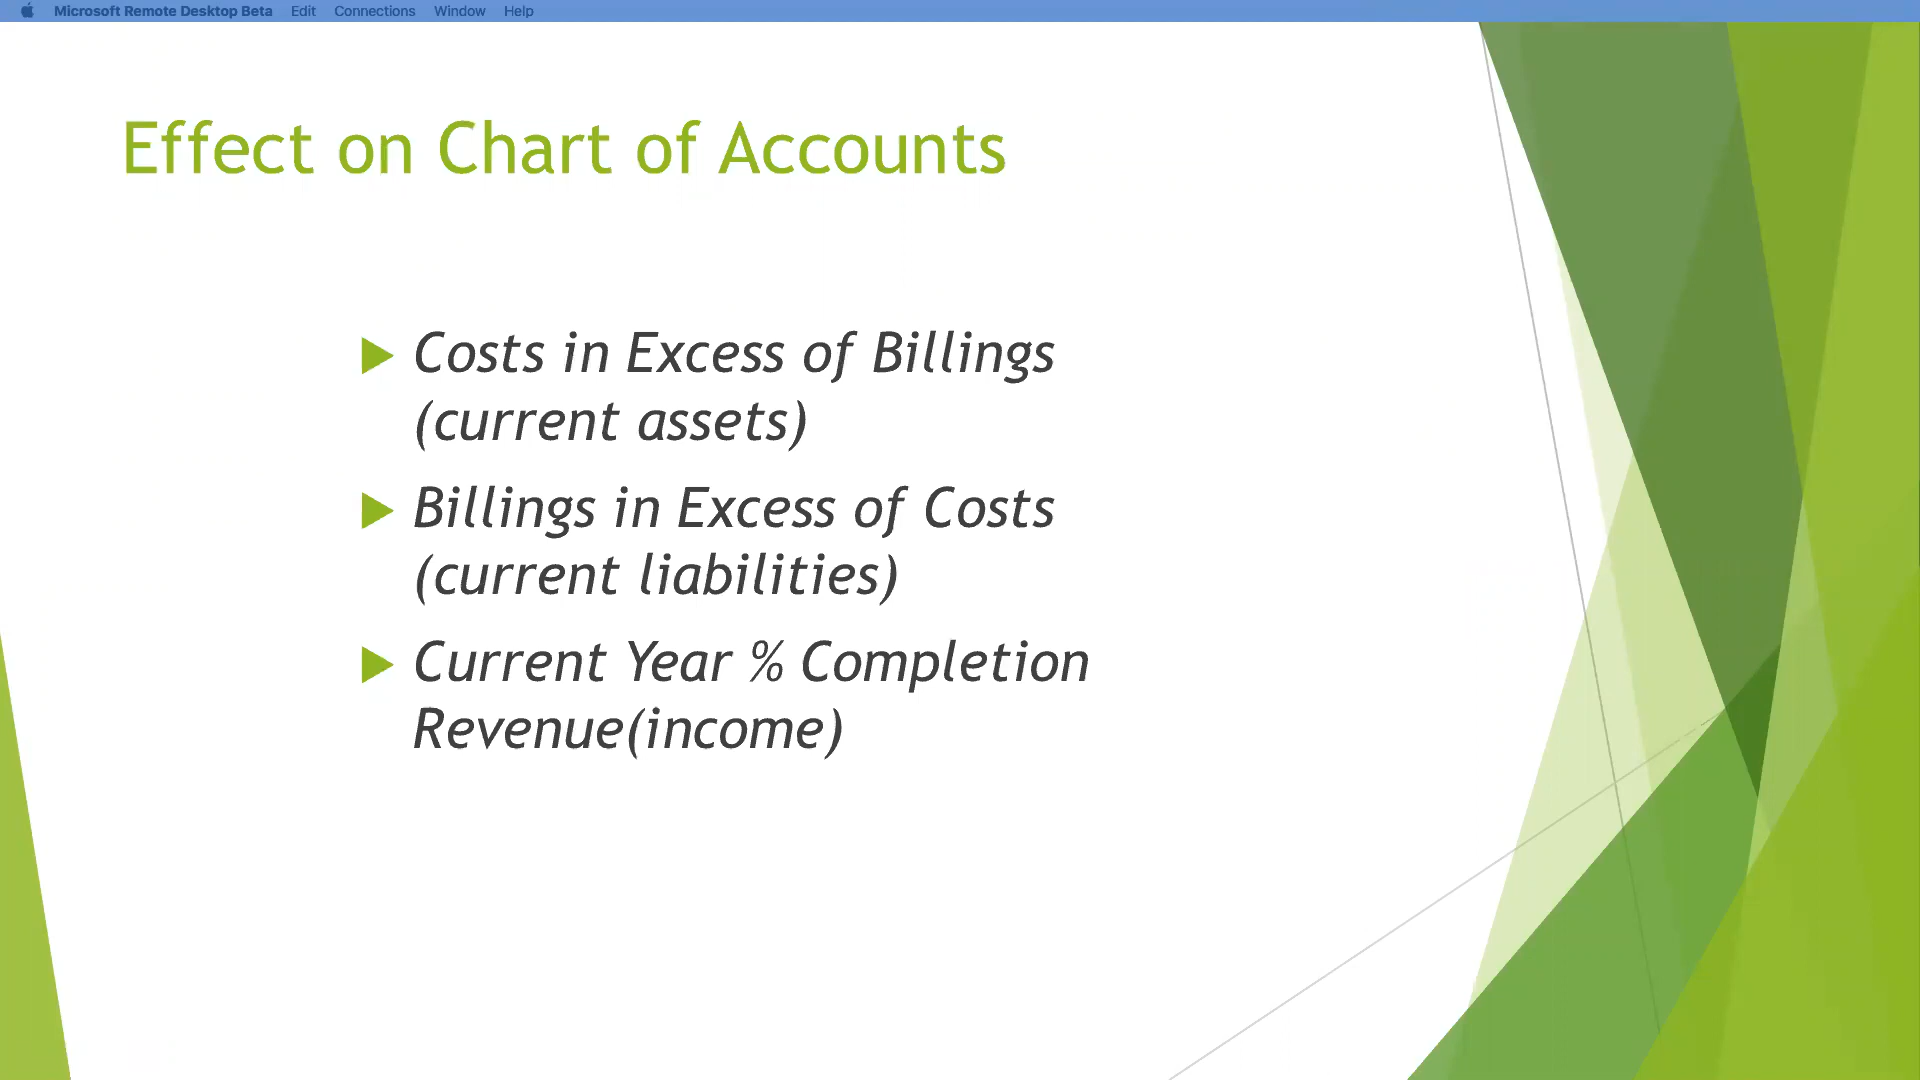 Microsoft Remote Desktop Beta Edit Connections Window Help
Effect on Chart of Accounts
Costs in Excess of Billings
(current assets)
Billings in Excess of Costs
(current liabilities)
Current Year % Completion
Revenue(income)